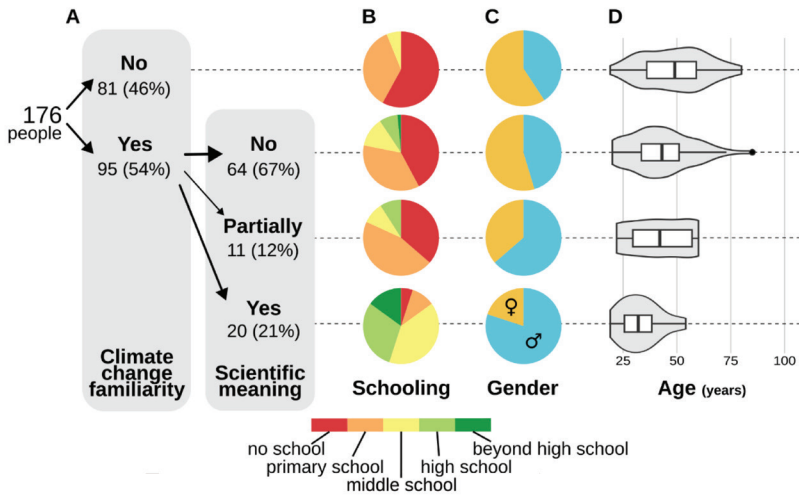 A
B
C
D
No
81 (46%)
176
people
Yes
95 (54%)
No
64 (67%)
Partially
11 (12%)
Yes
20 (21%)
♀
♂
25 50 75 100
Climate
change
familiarity
Scientific
meaning
Schooling
Gender
Age (years)
no school
primary school
middle school
high school
beyond high school